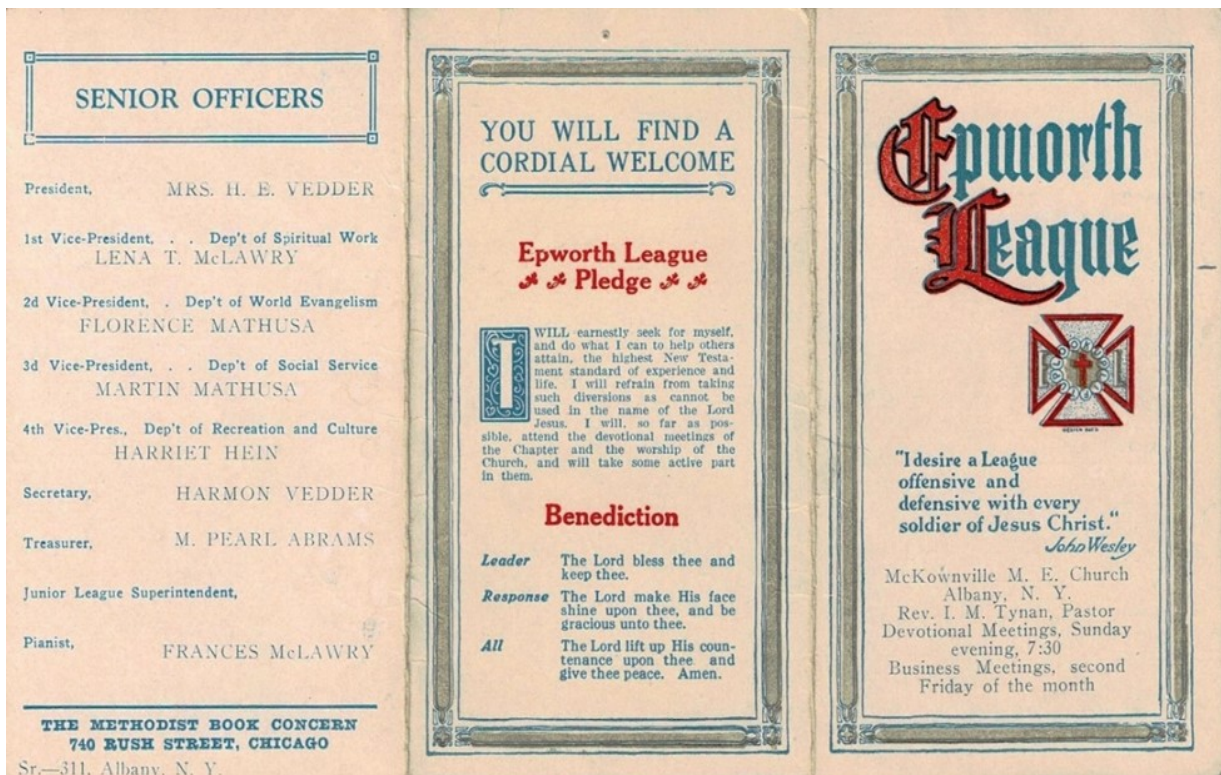 SENIOR OFFICERS
President, MRS. H. E. VEDDER
1st Vice-President, . . Dep't of Spiritual Work
LENA T. McLAWRY
2d Vice-President, . Dep't of World Evangelism
FLORENCE MATHUSA
3d Vice-President, . . Dep't of Social Service
MARTIN MATHUSA
4th Vice-Pres., Dep't of Recreation and Culture
HARRIET HEIN
Secretary, HARMON VEDDER
Treasurer, M. PEARL ABRAMS
Junior League Superintendent,
Pianist, FRANCES McLAWRY
THE METHODIST BOOK CONCERN
740 RUSH STREET, CHICAGO
Sr.—311, Albany, N. Y.
YOU WILL FIND A
CORDIAL WELCOME
Epworth League
Pledge
I WILL earnestly seek for myself,
and do what I can to help others
attain, the highest New Testa-
ment standard of experience and
life. I will refrain from taking
such diversions as cannot be
used in the name of the Lord
Jesus. I will, so far as pos-
sible, attend the devotional meetings of
the Chapter and the worship of the
Church, and will take some active part
in them.
Benediction
Leader The Lord bless thee and
keep thee.
Response The Lord make His face
shine upon thee, and be
gracious unto thee.
All The Lord lift up His coun-
tenance upon thee and
give thee peace. Amen.
Epworth
League
"I desire a League
offensive and
defensive with every
soldier of Jesus Christ."
John Wesley
McKownville M. E. Church
Albany, N. Y.
Rev. I. M. Tynan, Pastor
Devotional Meetings, Sunday
evening, 7:30
Business Meetings, second
Friday of the month